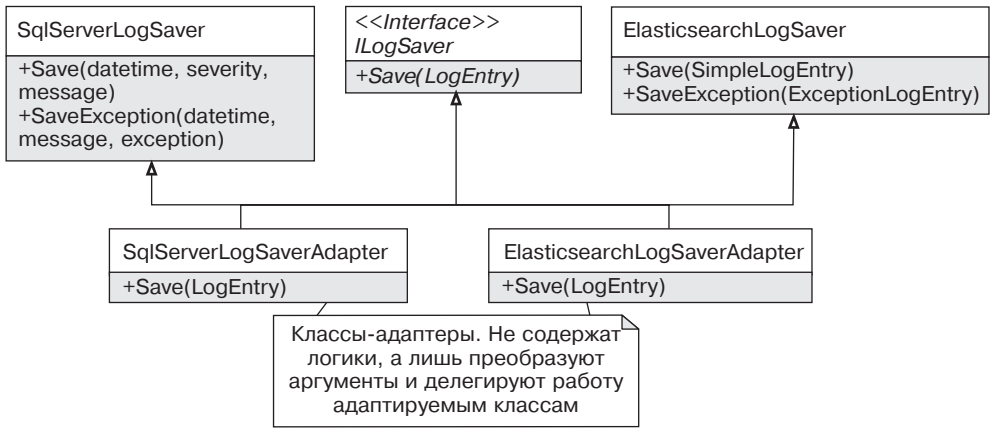 SqlServerLogSaver
+Save(datetime, severity,
message)
+SaveException(datetime,
message, exception)
<<Interface>>
ILogSaver
+Save(LogEntry)
ElasticsearchLogSaver
+Save(SimpleLogEntry)
+SaveException(ExceptionLogEntry)
SqlServerLogSaverAdapter
+Save(LogEntry)
ElasticsearchLogSaverAdapter
+Save(LogEntry)
Классы-адаптеры. Не содержат
логики, а лишь преобразуют
аргументы и делегируют работу
адаптируемым классам